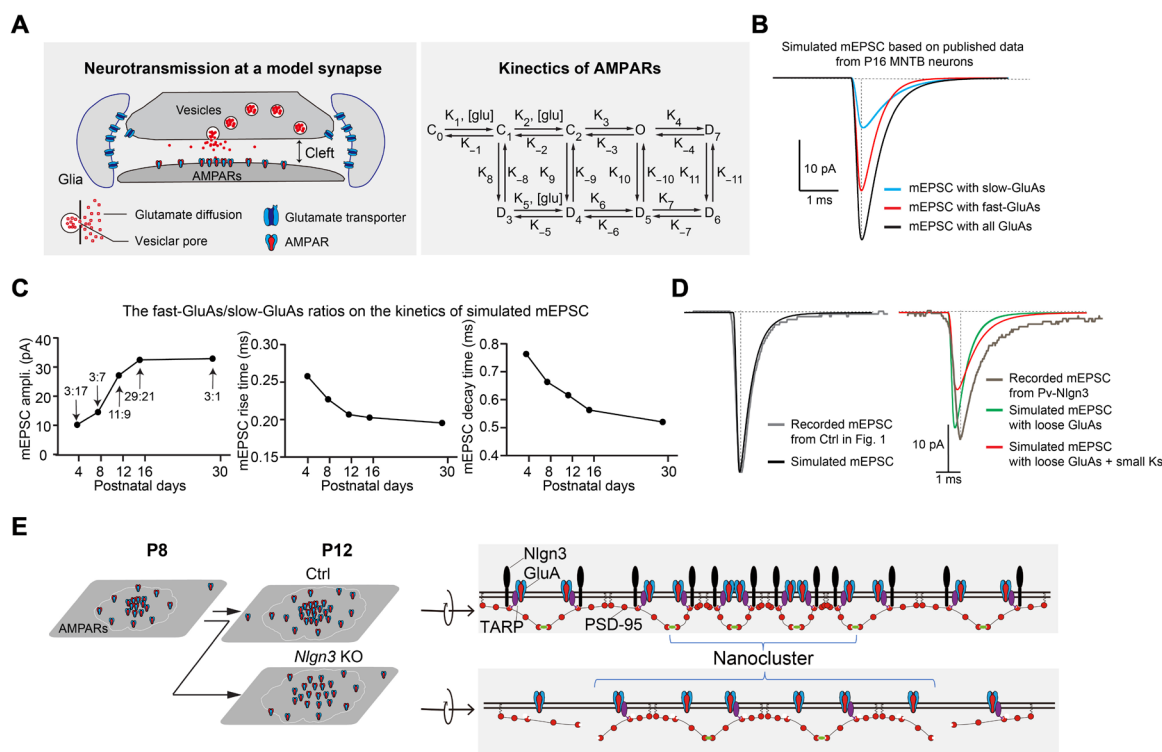 A
Neurotransmission at a model synapse
Vesicles
Cleft
AMPARs
Glia
Glutamate diffusion
Vesiclar pore
Glutamate transporter
AMPAR
Kinectics of AMPARs
K1, [glu] K2, [glu] K3 K4
C0 C1 C2 O D7
K-1 K-2 K-3 K-4
K8 K-8 K9 K-9 K10 K-10 K11 K-11
K5, [glu] K6 K7
D3 D4 D5 D6
K-5 K-6 K-7
B
Simulated mEPSC based on published data
from P16 MNTB neurons
10 pA
1 ms
mEPSC with slow-GluAs
mEPSC with fast-GluAs
mEPSC with all GluAs
C
The fast-GluAs/slow-GluAs ratios on the kinetics of simulated mEPSC
mEPSC ampli. (pA)
40
30
20
10
0
3:17
3:7
11:9
29:21
3:1
4 8 12 16 30
Postnatal days
mEPSC rise time (ms)
0.30
0.25
0.20
0.15
4 8 12 16 30
Postnatal days
mEPSC decay time (ms)
0.8
0.7
0.6
0.5
0.4
4 8 12 16 30
Postnatal days
D
Recorded mEPSC
from Ctrl in Fig. 1
Simulated mEPSC
10 pA
1 ms
Recorded mEPSC
from Pv-Nlgn3
Simulated mEPSC
with loose GluAs
Simulated mEPSC
with loose GluAs + small Ks
E
P8
P12
Ctrl
AMPARs
Nlgn3 KO
Nlgn3
GluA
TARP
PSD-95
Nanocluster